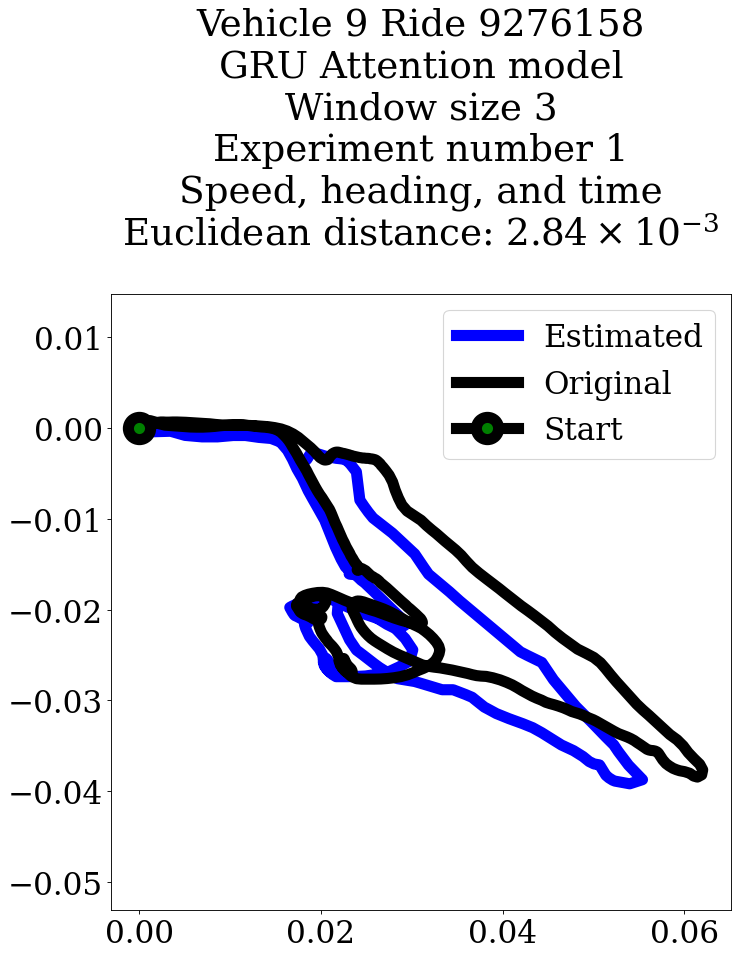 Vehicle 9 Ride 9276158
GRU Attention model
Window size 3
Experiment number 1
Speed, heading, and time
Euclidean distance: 2.84 × 10⁻³
Estimated
Original
Start
0.01
0.00
−0.01
−0.02
−0.03
−0.04
−0.05
0.00 0.02 0.04 0.06